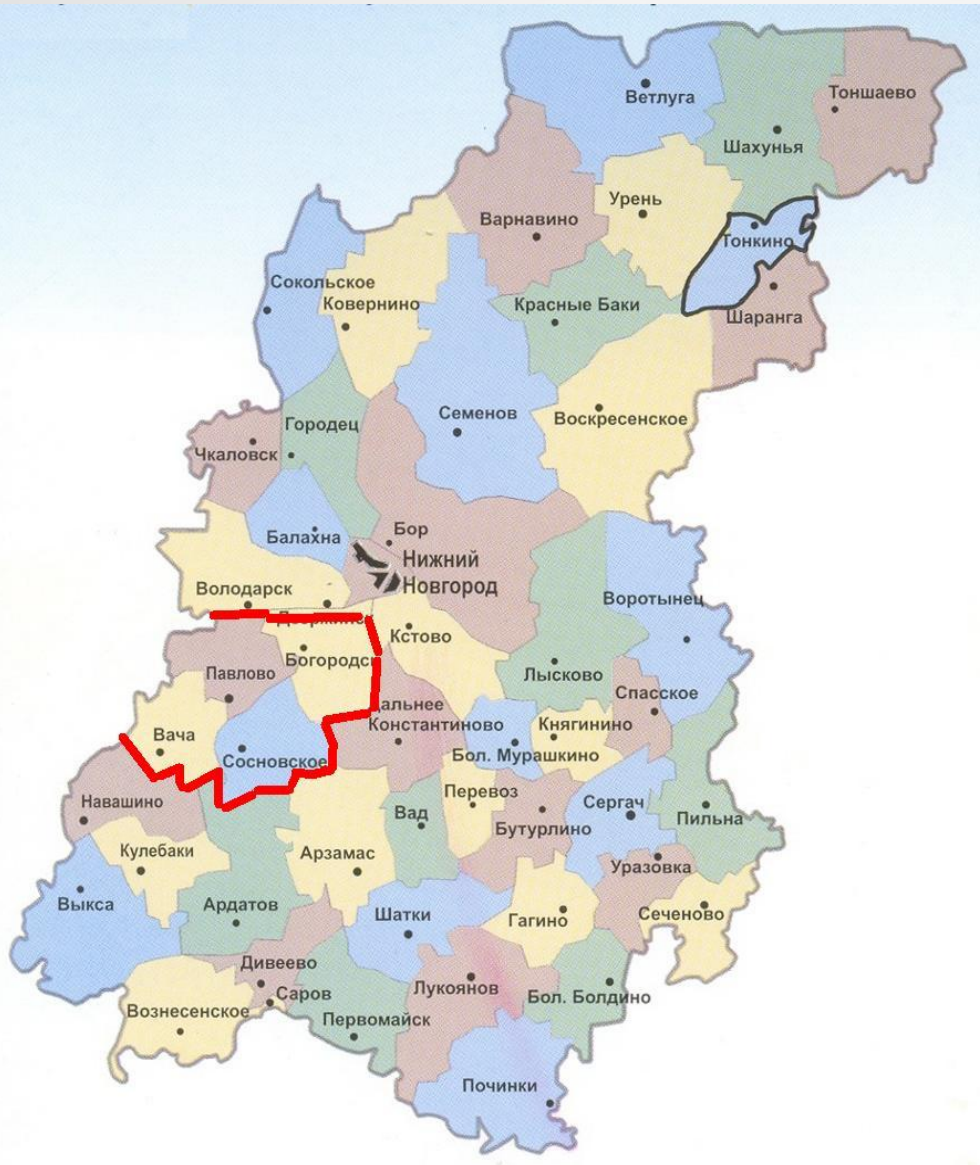 Ветлуга
Тоншаево
Шахунья
Урень
Варнавино
Тонкино
Сокольское
Ковернино
Красные Баки
Шаранга
Семенов
Воскресенское
Городец
Чкаловск
Балахна
Бор
Нижний
Новгород
Володарск
Воротынец
Кстово
Богородск
Павлово
Лысково
Спасское
Дальнее
Константиново
Княгинино
Вача
Бол. Мурашкино
Сосновское
Навашино
Перевоз
Сергач
Вад
Бутурлино
Пильна
Кулебаки
Арзамас
Уразовка
Выкса
Ардатов
Шатки
Гагино
Сеченово
Дивеево
Лукоянов
Саров
Бол. Болдино
Вознесенское
Первомайск
Починки